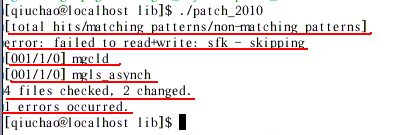 [qiuchao@localhost lib]$ ./patch_2010
[total hits/matching patterns/non-matching patterns]
error: failed to read+write: sfk - skipping
[001/1/0] mgcld
[001/1/0] mgls_asynch
4 files checked, 2 changed.
1 errors occurred.
[qiuchao@localhost lib]$